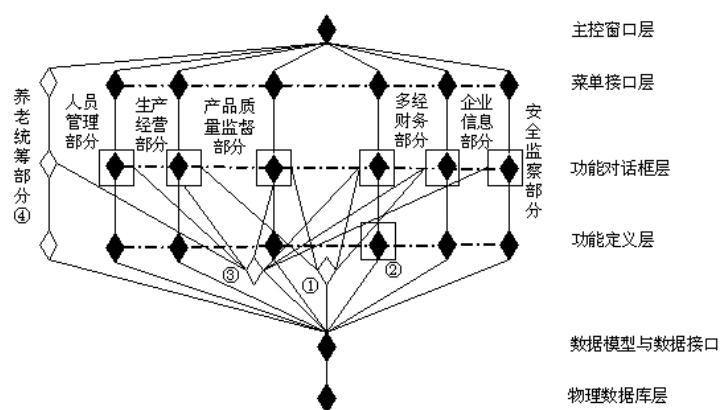 主控窗口层
菜单接口层
养老统筹部分④
人员
管理
部分
生产
经营
部分
产品质
量监督
部分
多经
财务
部分
企业
信息
部分
安全监察部分
功能对话框层
功能定义层
③
①
②
数据模型与数据接口
物理数据库层